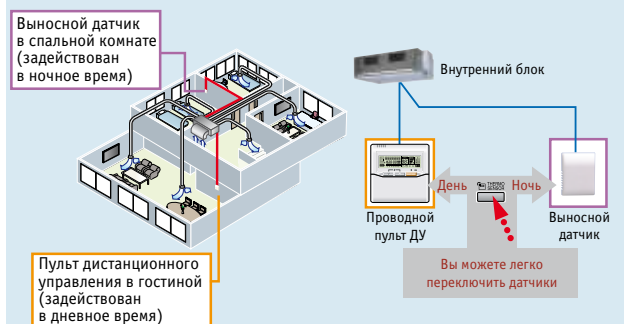 Выносной датчик
в спальной комнате
(задействован
в ночное время)
Внутренний блок
День
Ночь
Проводной
пульт ДУ
Выносной
датчик
Вы можете легко
переключить датчики
Пульт дистанционного
управления в гостиной
(задействован
в дневное время)